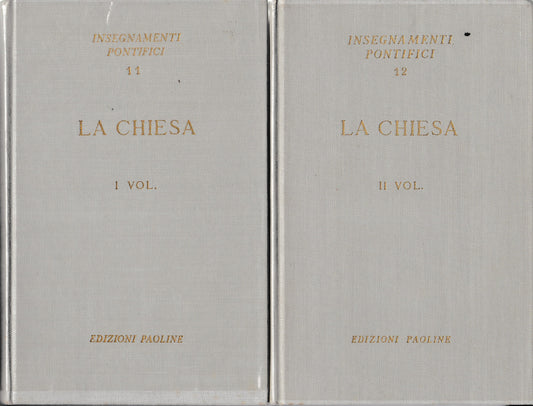 INSEGNAMENTI
PONTIFICI
11
LA CHIESA
I VOL.
EDIZIONI PAOLINE
INSEGNAMENTI
PONTIFICI
12
LA CHIESA
II VOL.
EDIZIONI PAOLINE